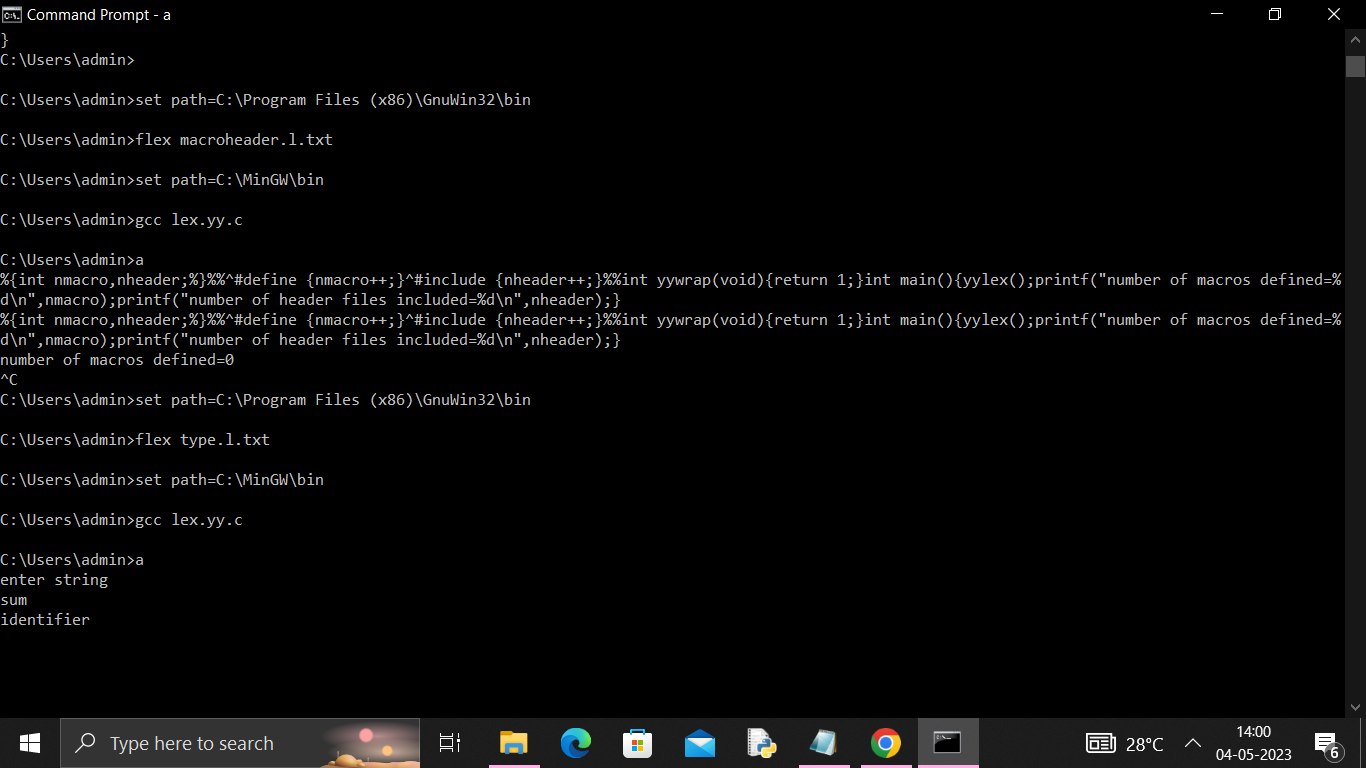 Command Prompt - a
}
C:\Users\admin>
C:\Users\admin>set path=C:\Program Files (x86)\GnuWin32\bin
C:\Users\admin>flex macroheader.l.txt
C:\Users\admin>set path=C:\MinGW\bin
C:\Users\admin>gcc lex.yy.c
C:\Users\admin>a
%{int nmacro,nheader;%}%%^#define {nmacro++;}^#include {nheader++;}%%int yywrap(void){return 1;}int main(){yylex();printf("number of macros defined=%
d\n",nmacro);printf("number of header files included=%d\n",nheader);}
%{int nmacro,nheader;%}%%^#define {nmacro++;}^#include {nheader++;}%%int yywrap(void){return 1;}int main(){yylex();printf("number of macros defined=%
d\n",nmacro);printf("number of header files included=%d\n",nheader);}
number of macros defined=0
^C
C:\Users\admin>set path=C:\Program Files (x86)\GnuWin32\bin
C:\Users\admin>flex type.l.txt
C:\Users\admin>set path=C:\MinGW\bin
C:\Users\admin>gcc lex.yy.c
C:\Users\admin>a
enter string
sum
identifier
Type here to search
28°C
14:00
04-05-2023
6